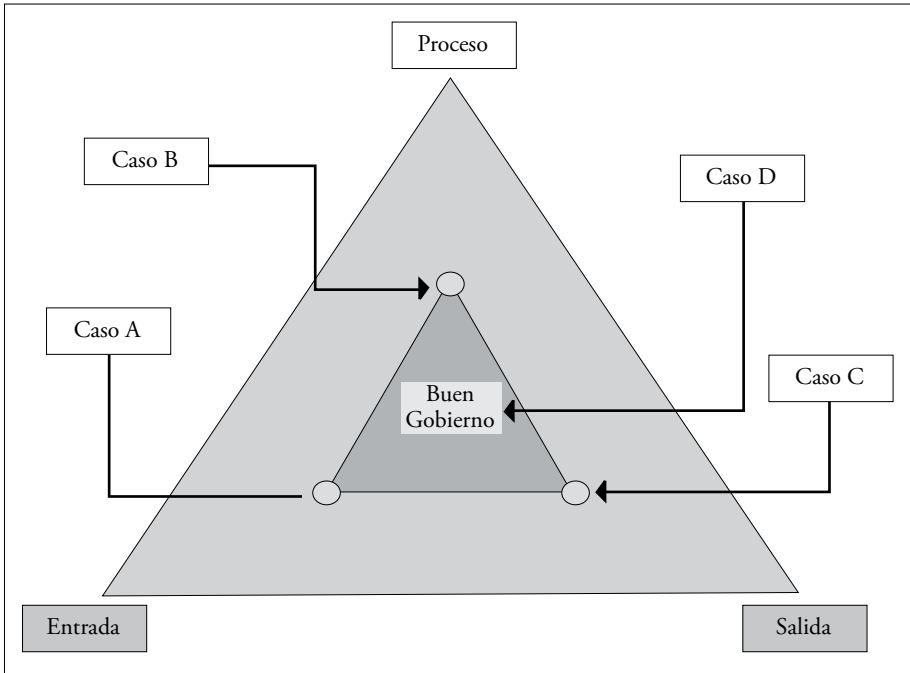 Proceso
Caso B
Caso D
Caso A
Caso C
Buen
Gobierno
Entrada
Salida